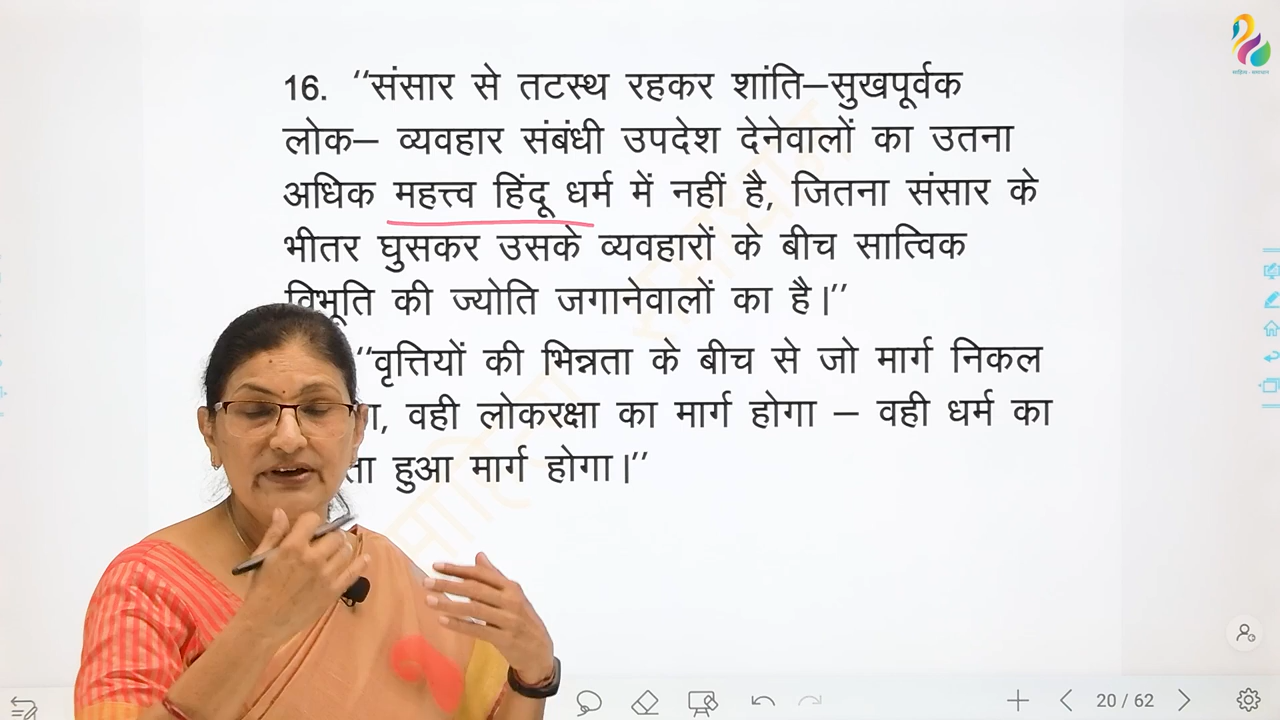 16. ‘‘संसार से तटस्थ रहकर शांति–सुखपूर्वक
लोक– व्यवहार संबंधी उपदेश देनेवालों का उतना
अधिक महत्त्व हिंदू धर्म में नहीं है, जितना संसार के
भीतर घुसकर उसके व्यवहारों के बीच सात्विक
विभूति की ज्योति जगानेवालों का है।’’
‘‘वृत्तियों की भिन्नता के बीच से जो मार्ग निकल
वही लोकरक्षा का मार्ग होगा – वही धर्म का
हुआ मार्ग होगा।’’
साहित्य - समाधान
20 / 62